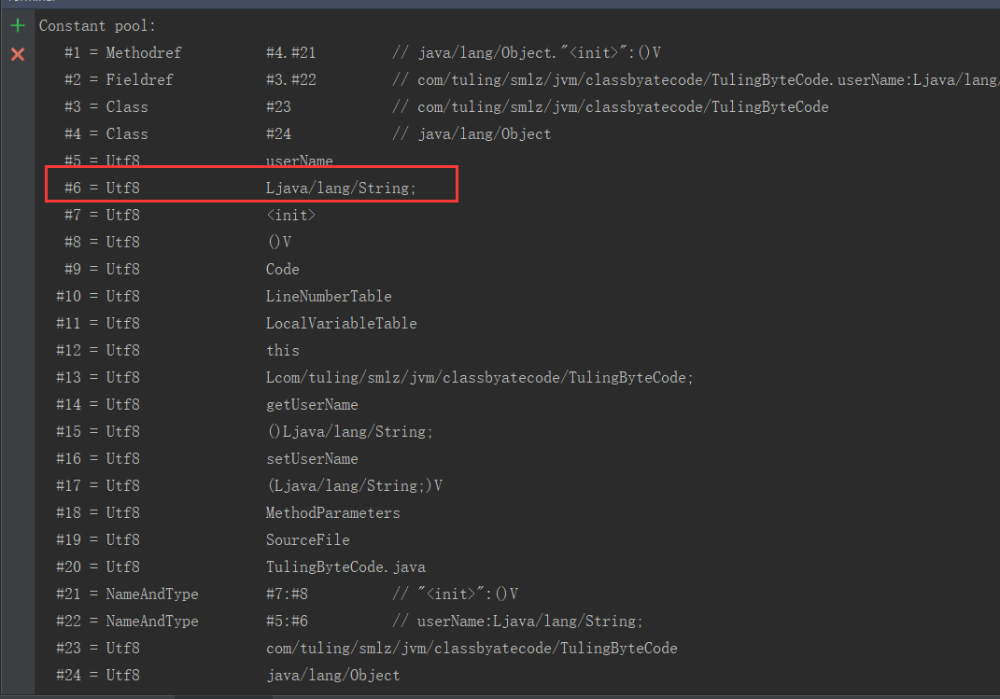 Constant pool:
#1 = Methodref #4.#21 // java/lang/Object."<init>":()V
#2 = Fieldref #3.#22 // com/tuling/smlz/jvm/classbyatecode/TulingByteCode.userName:Ljava/lang/
#3 = Class #23 // com/tuling/smlz/jvm/classbyatecode/TulingByteCode
#4 = Class #24 // java/lang/Object
#5 = Utf8 userName
#6 = Utf8 Ljava/lang/String;
#7 = Utf8 <init>
#8 = Utf8 ()V
#9 = Utf8 Code
#10 = Utf8 LineNumberTable
#11 = Utf8 LocalVariableTable
#12 = Utf8 this
#13 = Utf8 Lcom/tuling/smlz/jvm/classbyatecode/TulingByteCode;
#14 = Utf8 getUserName
#15 = Utf8 ()Ljava/lang/String;
#16 = Utf8 setUserName
#17 = Utf8 (Ljava/lang/String;)V
#18 = Utf8 MethodParameters
#19 = Utf8 SourceFile
#20 = Utf8 TulingByteCode.java
#21 = NameAndType #7:#8 // "<init>":()V
#22 = NameAndType #5:#6 // userName:Ljava/lang/String;
#23 = Utf8 com/tuling/smlz/jvm/classbyatecode/TulingByteCode
#24 = Utf8 java/lang/Object